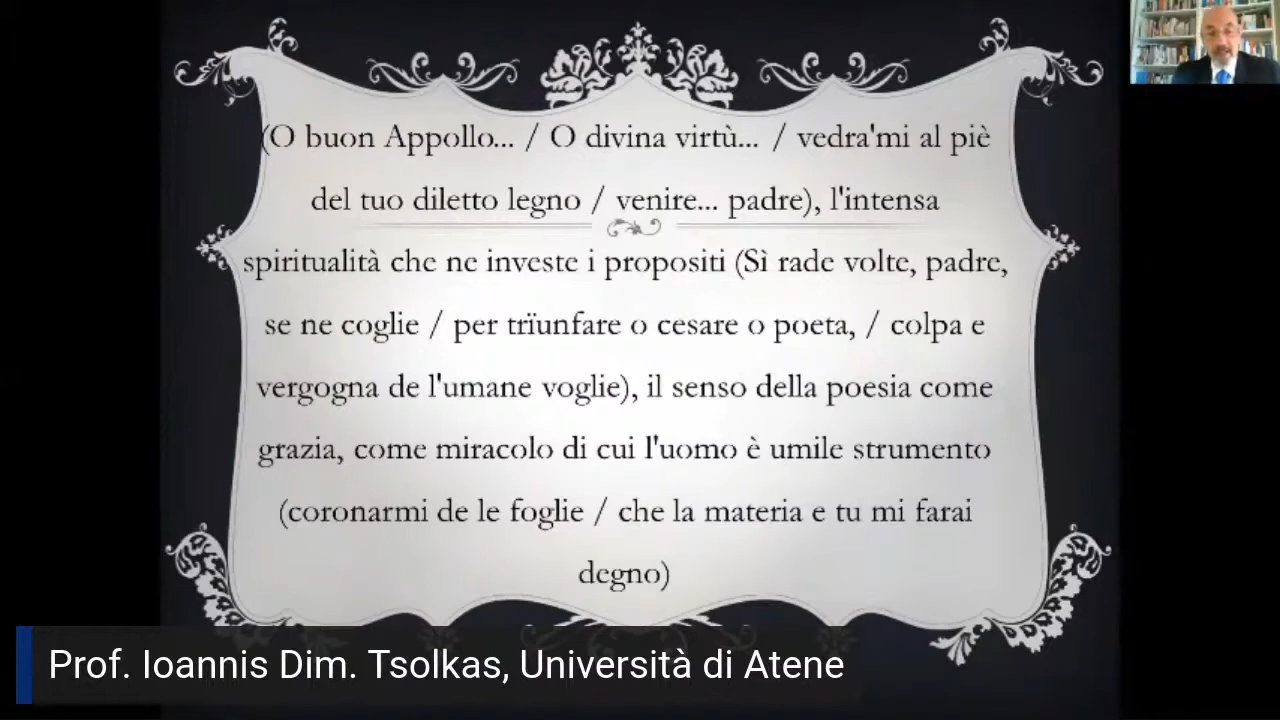 (O buon Appollo... / O divina virtù... / vedra'mi al piè
del tuo diletto legno / venire... padre), l'intensa
spiritualità che ne investe i propositi (Sì rade volte, padre,
se ne coglie / per trïunfare o cesare o poeta, / colpa e
vergogna de l'umane voglie), il senso della poesia come
grazia, come miracolo di cui l'uomo è umile strumento
(coronarmi de le foglie / che la materia e tu mi farai
degno)
Prof. Ioannis Dim. Tsolkas, Università di Atene